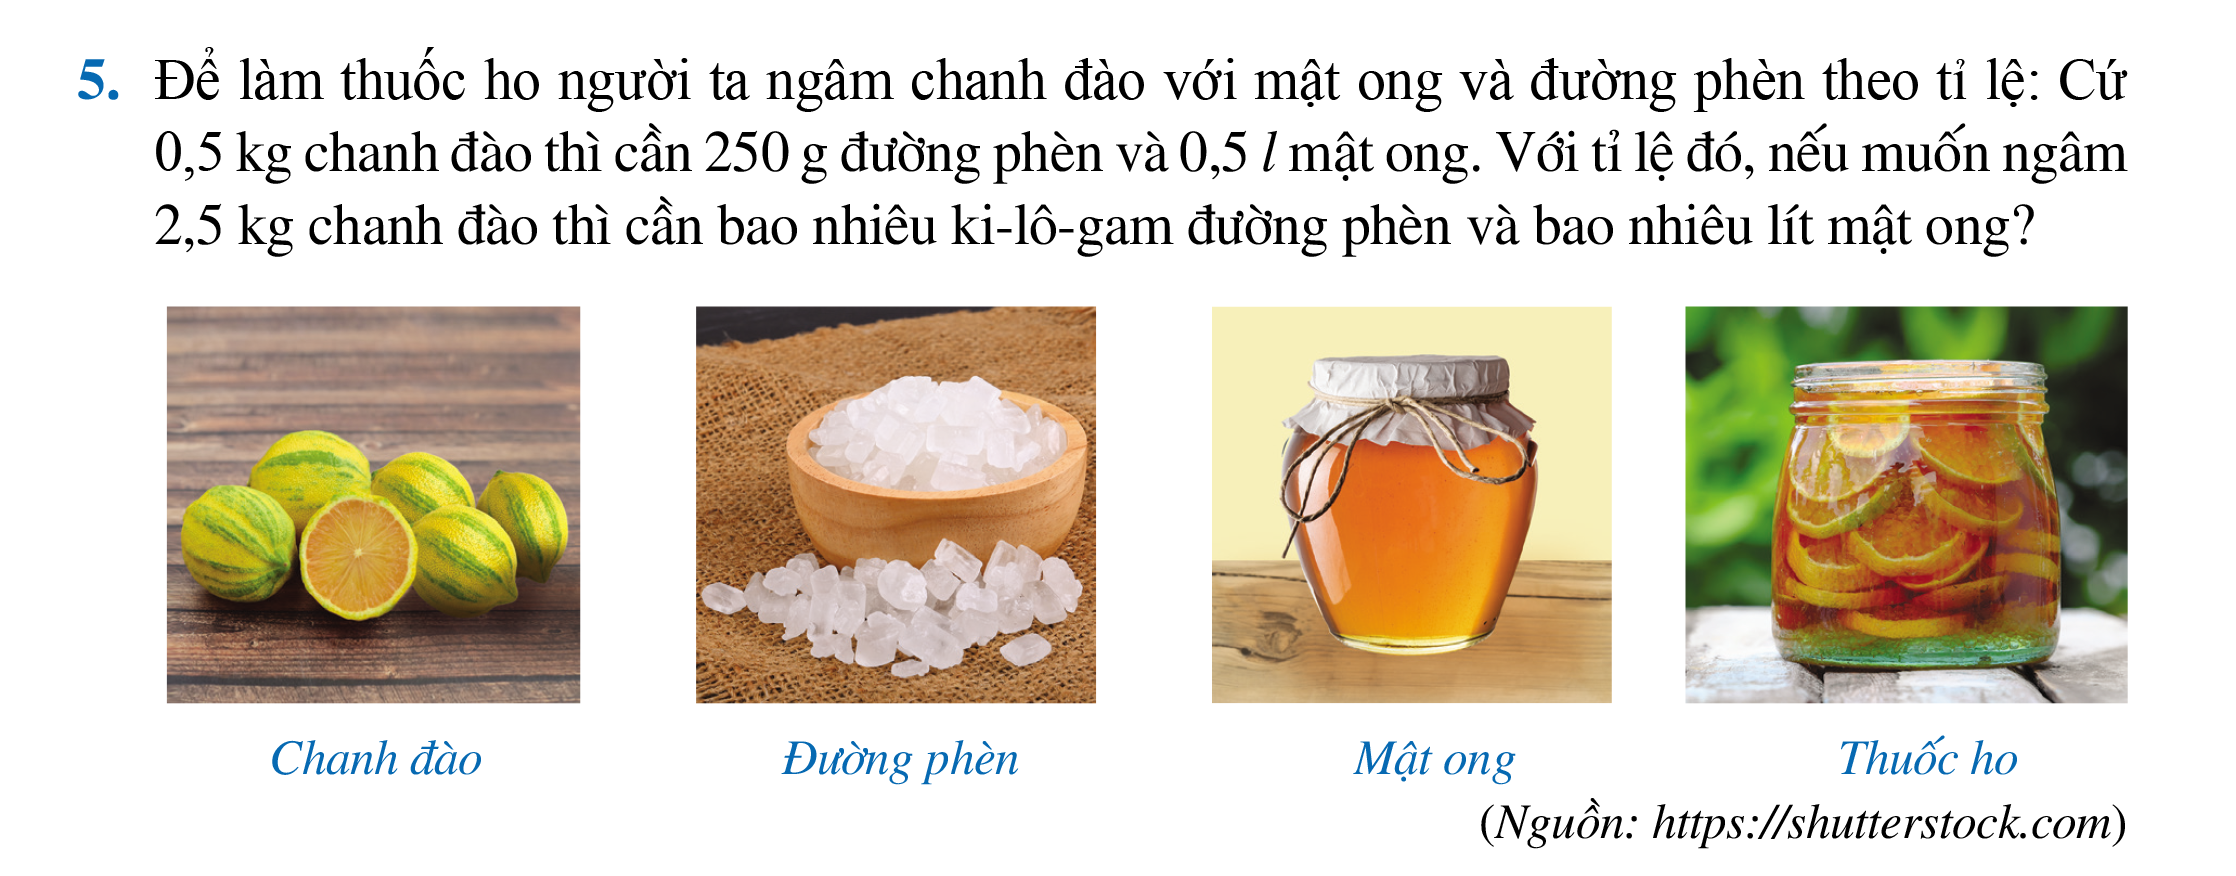 5. Để làm thuốc ho người ta ngâm chanh đào với mật ong và đường phèn theo tỉ lệ: Cứ
0,5 kg chanh đào thì cần 250 g đường phèn và 0,5 l mật ong. Với tỉ lệ đó, nếu muốn ngâm
2,5 kg chanh đào thì cần bao nhiêu ki-lô-gam đường phèn và bao nhiêu lít mật ong?
Chanh đào
Đường phèn
Mật ong
Thuốc ho
(Nguồn: https://shutterstock.com)